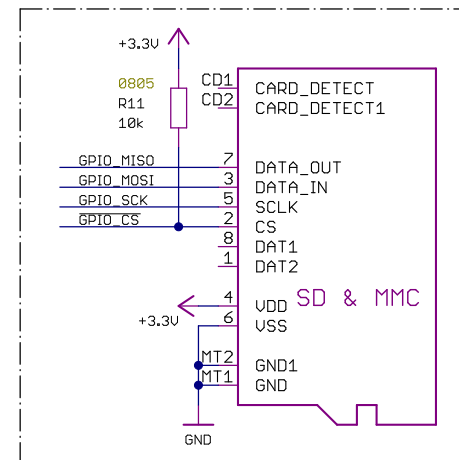 +3.3V
0805
R11
10k
CD1 CARD_DETECT
CD2 CARD_DETECT1
GPIO_MISO 7 DATA_OUT
GPIO_MOSI 3 DATA_IN
GPIO_SCK 5 SCLK
GPIO_CS 2 CS
8 DAT1
1 DAT2
SD & MMC
4 VDD
+3.3V
6 VSS
MT2 GND1
MT1 GND
GND